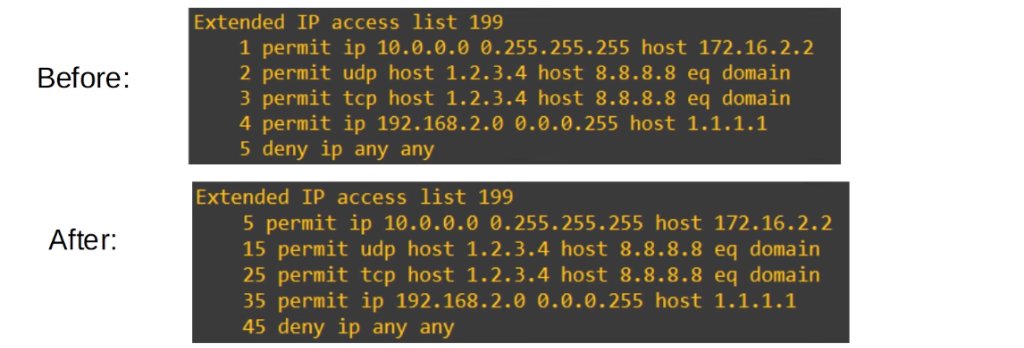 Before:
Extended IP access list 199
1 permit ip 10.0.0.0 0.255.255.255 host 172.16.2.2
2 permit udp host 1.2.3.4 host 8.8.8.8 eq domain
3 permit tcp host 1.2.3.4 host 8.8.8.8 eq domain
4 permit ip 192.168.2.0 0.0.0.255 host 1.1.1.1
5 deny ip any any
After:
Extended IP access list 199
5 permit ip 10.0.0.0 0.255.255.255 host 172.16.2.2
15 permit udp host 1.2.3.4 host 8.8.8.8 eq domain
25 permit tcp host 1.2.3.4 host 8.8.8.8 eq domain
35 permit ip 192.168.2.0 0.0.0.255 host 1.1.1.1
45 deny ip any any